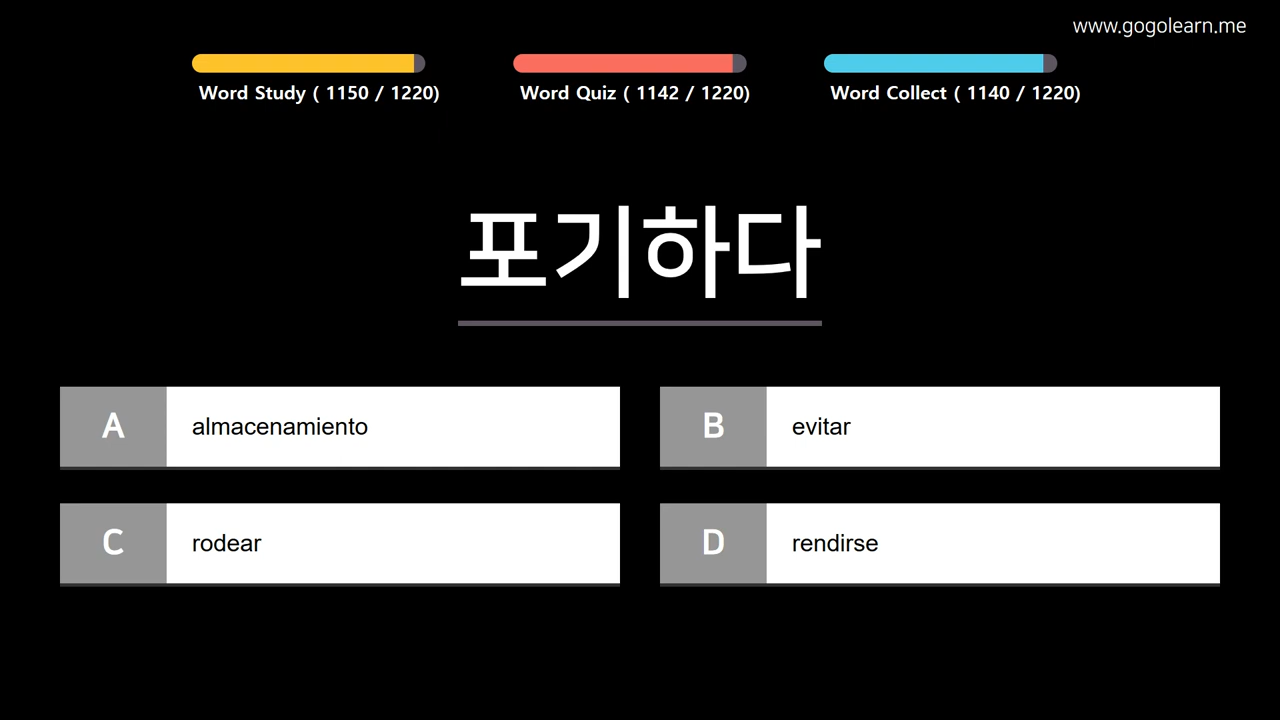 www.gogolearn.me
Word Study ( 1150 / 1220)
Word Quiz ( 1142 / 1220)
Word Collect ( 1140 / 1220)
포기하다
A almacenamiento
B evitar
C rodear
D rendirse